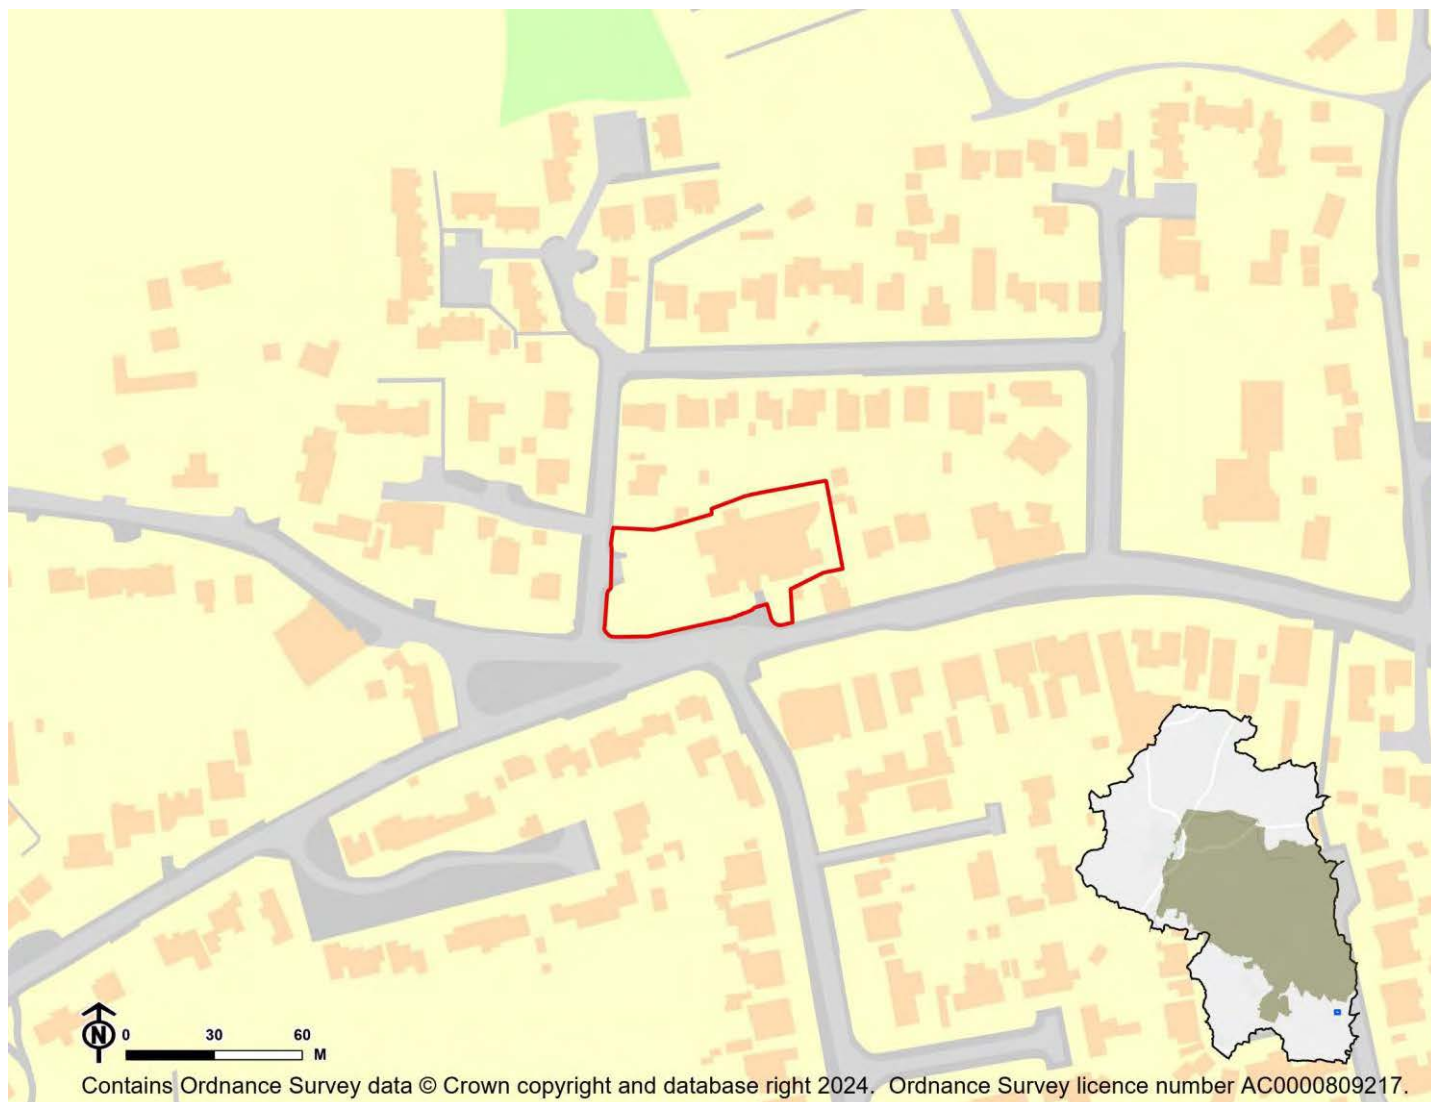 N
0 30 60
M
Contains Ordnance Survey data © Crown copyright and database right 2024. Ordnance Survey licence number AC0000809217.